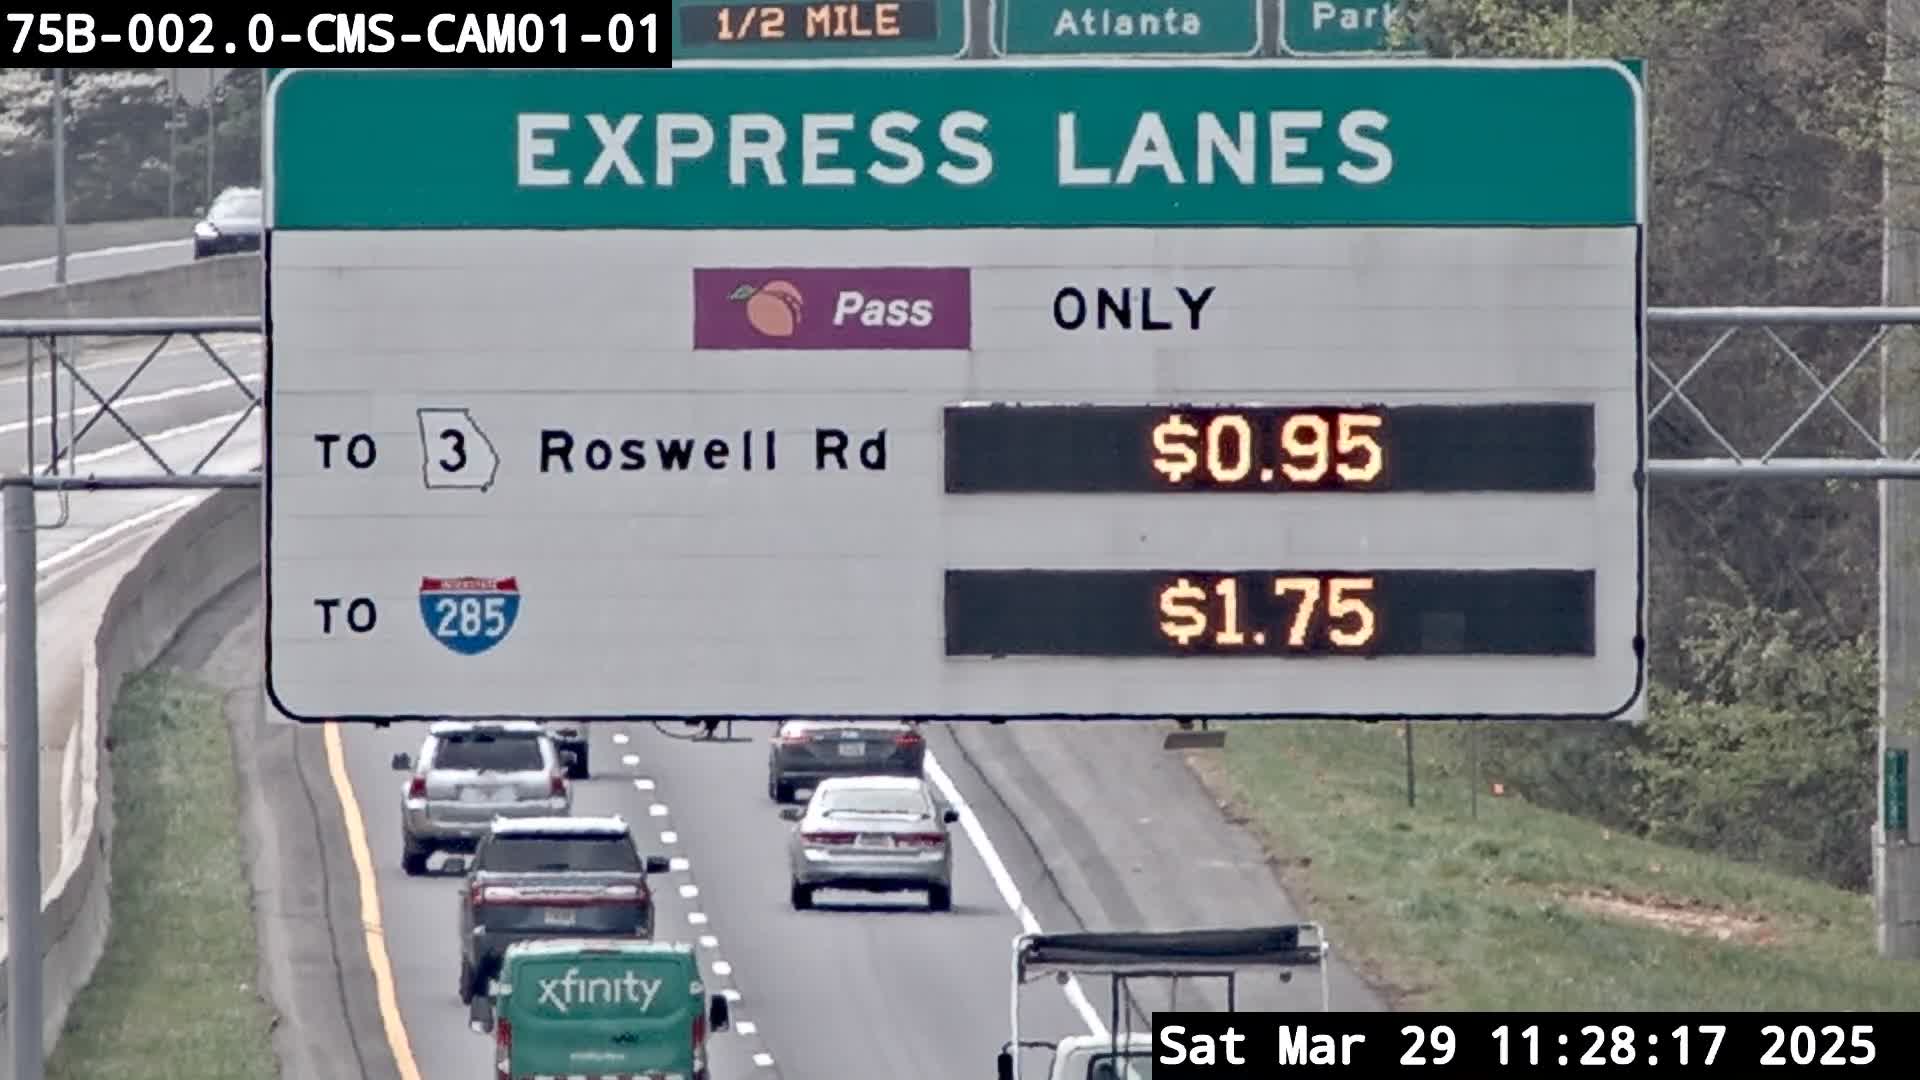 75B-002.0-CMS-CAM01-01
1/2 MILE
Atlanta
EXPRESS LANES
Pass ONLY
TO 3 Roswell Rd $0.95
TO INTERSTATE 285 $1.75
xfinity
Sat Mar 29 11:28:17 2025